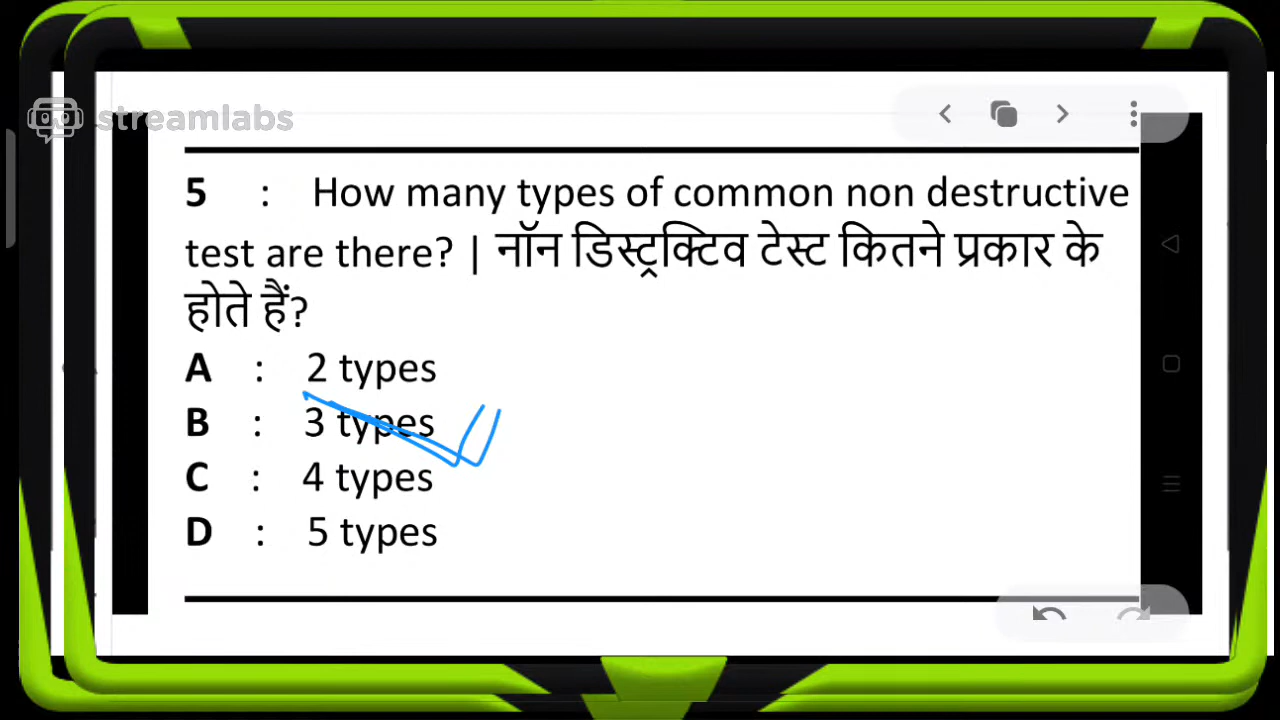 streamlabs
5 : How many types of common non destructive
test are there? | नॉन डिस्ट्रक्टिव टेस्ट कितने प्रकार के
होते हैं?
A : 2 types
B : 3 types
C : 4 types
D : 5 types